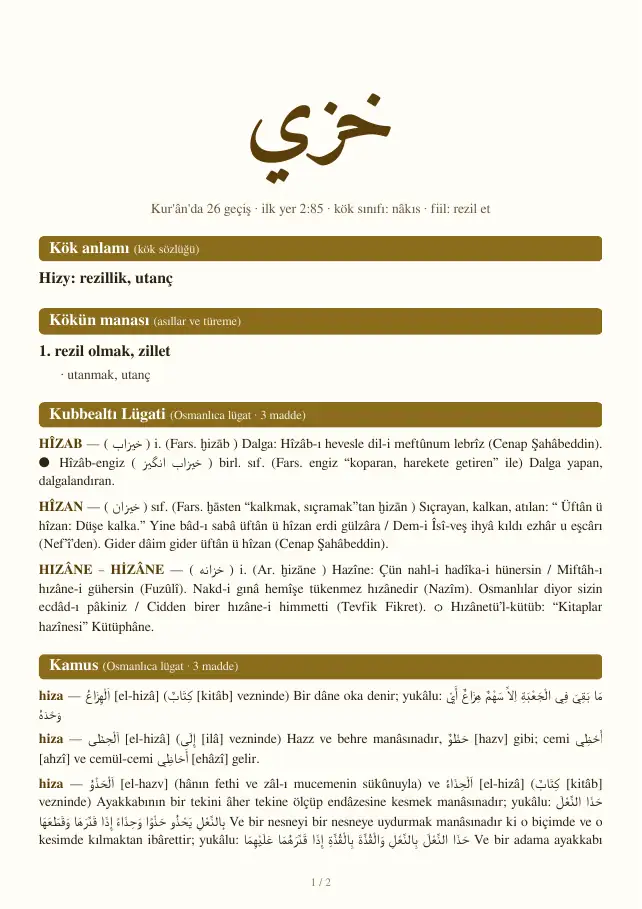 خزي
Kur'ân'da 26 geçiş · ilk yer 2:85 · kök sınıfı: nâkıs · fiil: rezil et
Kök anlamı (kök sözlüğü)
Hizy: rezillik, utanç
Kökün manası (asıllar ve türeme)
1. rezil olmak, zillet
· utanmak, utanç
Kubbealtı Lügati (Osmanlıca lügat · 3 madde)
HÎZAB — ( خيزاب ) i. (Fars. ḫizāb ) Dalga: Hîzâb-ı hevesle dil-i meftûnum lebrîz (Cenap Şahâbeddin).
● Hîzâb-engiz ( خيزاب انگيز ) birl. sıf. (Fars. engiz “koparan, harekete getiren” ile) Dalga yapan,
dalgalandıran.
HÎZAN — ( خيزان ) sıf. (Fars. ḫāsten “kalkmak, sıçramak”tan ḫizān ) Sıçrayan, kalkan, atılan: “ Üftân ü
hîzan: Düşe kalka.” Yine bâd-ı sabâ üftân ü hîzan erdi gülzâra / Dem-i Îsî-veş ihyâ kıldı ezhâr u eşcârı
(Nef’î’den). Gider dâim gider üftân ü hîzan (Cenap Şahâbeddin).
HIZÂNE – HİZÂNE — ( خزانه ) i. (Ar. ḫizāne ) Hazîne: Çün nahl-i hadîka-i hünersin / Miftâh-ı
hızâne-i gühersin (Fuzûlî). Nakd-i gınâ hemîşe tükenmez hızânedir (Nazîm). Osmanlılar diyor sizin
ecdâd-ı pâkiniz / Cidden birer hızâne-i himmetti (Tevfik Fikret). ο Hızânetü’l-kütüb: “Kitaplar
hazînesi” Kütüphâne.
Kamus (Osmanlıca lügat · 3 madde)
hiza — اَلْهِزَاعُ [el-hizâ] (كِتَابٌ [kitâb] vezninde) Bir dâne oka denir; yukâlu: مَا بَقِيَ فِي الْجَعْبَةِ اِلاَّ سَهْمٌ هِزَاعٌ أَيْ
وَحْدَهُ
hiza — اَلْحِظَى [el-hizâ] (إِلَى [ilâ] vezninde) Hazz ve behre manâsınadır, حَظْوٌ [hazv] gibi; cemi أَحْظِي
[ahzî] ve cemül-cemi أَحَاظِي [ehâzî] gelir.
hiza — اَلْحَذْوُ [el-hazv] (hânın fethi ve zâl-ı mucemenin sükûnuyla) ve اَلْحِذَاءُ [el-hizâ] (كِتَابٌ [kitâb]
vezninde) Ayakkabının bir tekini âher tekine ölçüp endâzesine kesmek manâsınadır; yukâlu: حَذَا النَّعْلَ
بِالنَّعْلِ يَحْذُو حَذْوًا وَحِذَاءً إِذَا قَدَّرَهَا وَقَطَعَهَا Ve bir nesneyi bir nesneye uydurmak manâsınadır ki o biçimde ve o
kesimde kılmaktan ibârettir; yukâlu: حَذَا النَّعْلَ بِالنَّعْلِ وَالْقُذَّةَ بِالْقُذَّةِ إِذَا قَدَّرَهُمَا عَلَيْهِمَا Ve bir adama ayakkabı
1 / 2